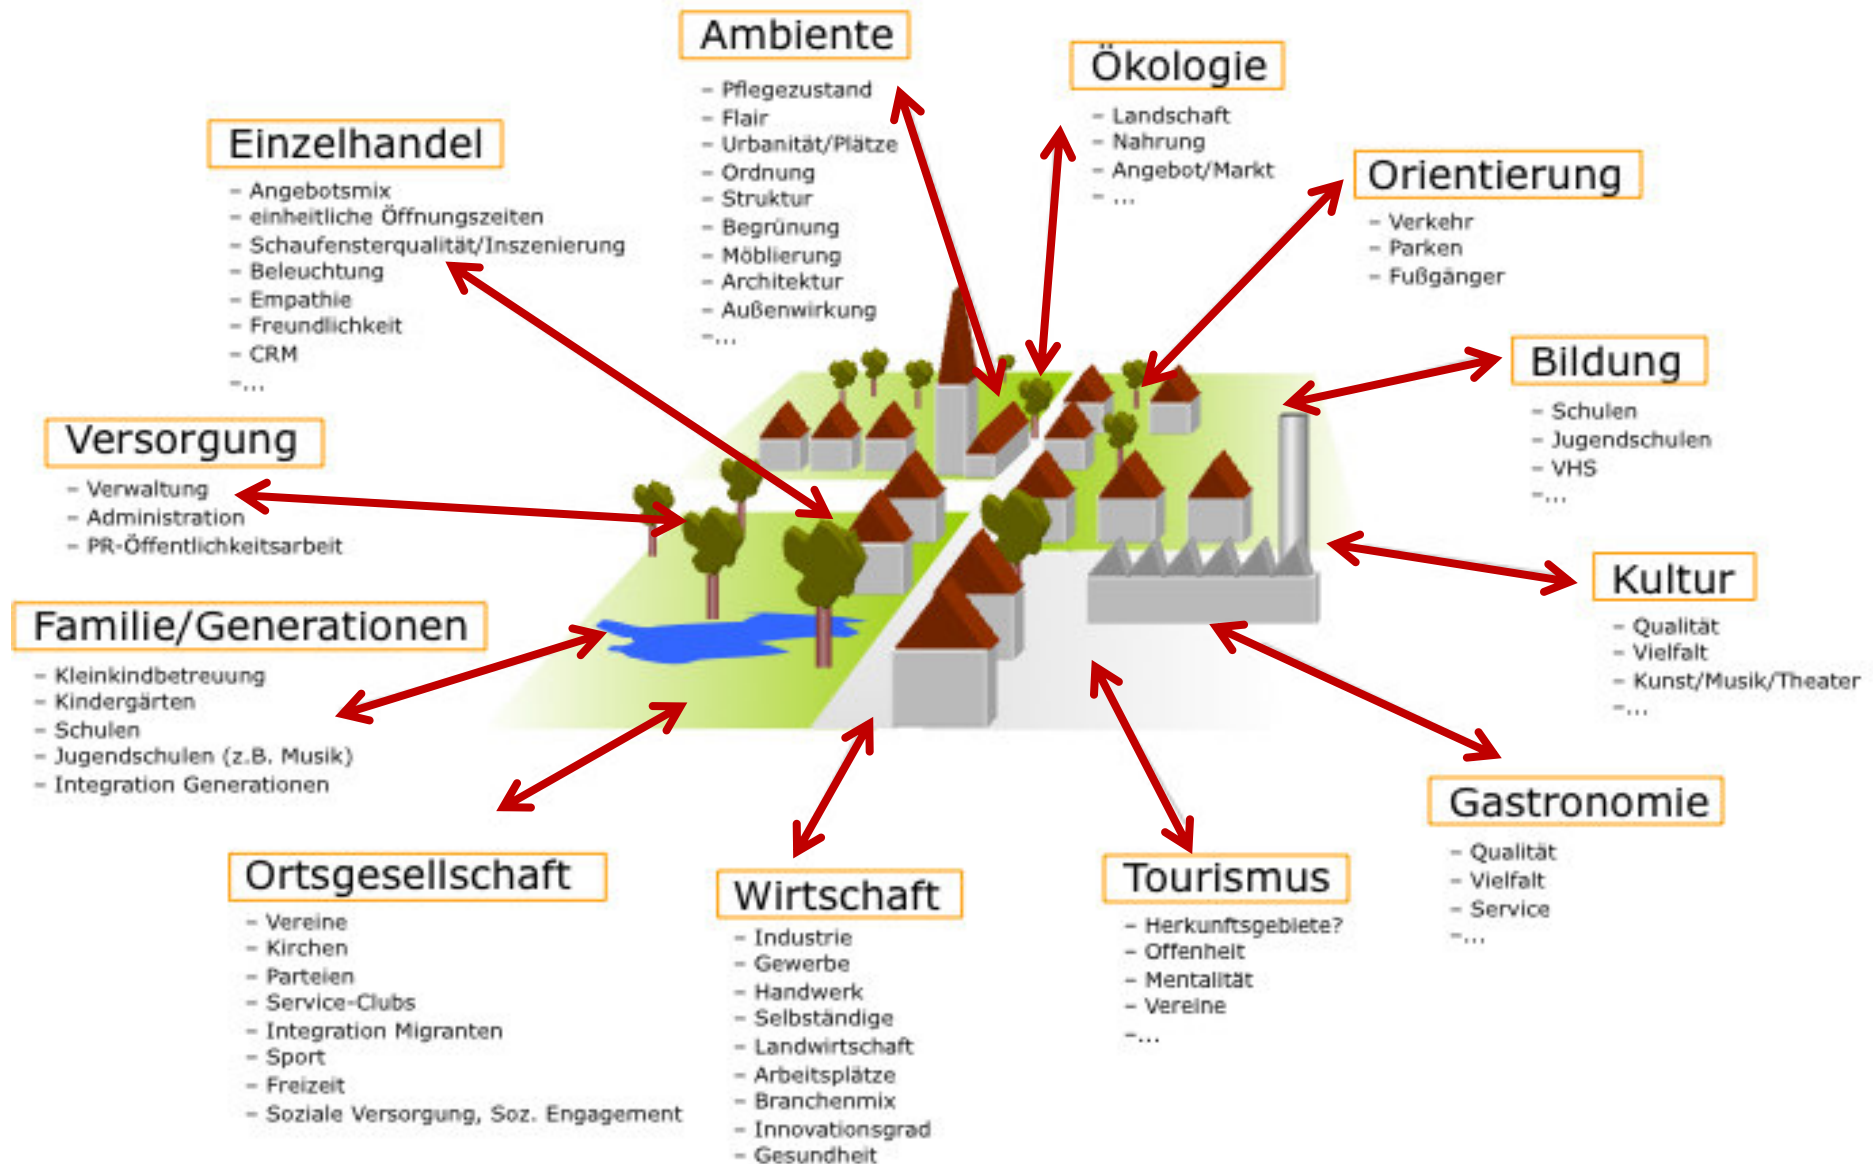 Ambiente
– Pflegezustand
– Flair
– Urbanität/Plätze
– Ordnung
– Struktur
– Begrünung
– Möblierung
– Architektur
– Außenwirkung
–...
Ökologie
– Landschaft
– Nahrung
– Angebot/Markt
– ...
Einzelhandel
– Angebotsmix
– einheitliche Öffnungszeiten
– Schaufensterqualität/Inszenierung
– Beleuchtung
– Empathie
– Freundlichkeit
– CRM
–...
Orientierung
– Verkehr
– Parken
– Fußgänger
Bildung
– Schulen
– Jugendschulen
– VHS
–...
Versorgung
– Verwaltung
– Administration
– PR-Öffentlichkeitsarbeit
Kultur
– Qualität
– Vielfalt
– Kunst/Musik/Theater
–...
Familie/Generationen
– Kleinkindbetreuung
– Kindergärten
– Schulen
– Jugendschulen (z.B. Musik)
– Integration Generationen
Gastronomie
– Qualität
– Vielfalt
– Service
–...
Ortsgesellschaft
– Vereine
– Kirchen
– Parteien
– Service-Clubs
– Integration Migranten
– Sport
– Freizeit
– Soziale Versorgung, Soz. Engagement
Wirtschaft
– Industrie
– Gewerbe
– Handwerk
– Selbständige
– Landwirtschaft
– Arbeitsplätze
– Branchenmix
– Innovationsgrad
– Gesundheit
Tourismus
– Herkunftsgebiete?
– Offenheit
– Mentalität
– Vereine
–...